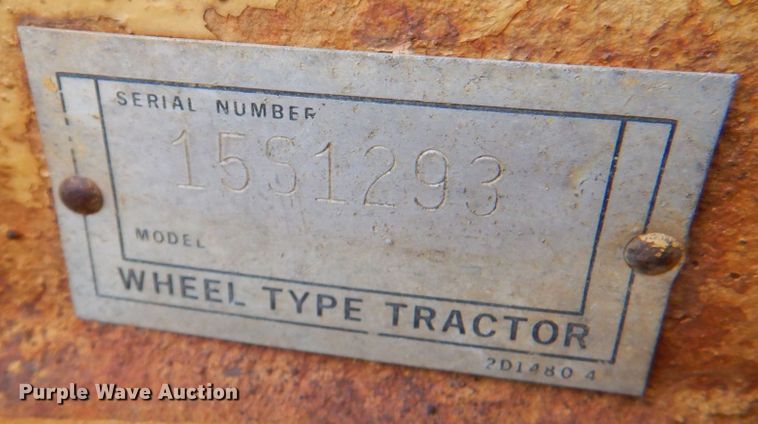 SERIAL NUMBER
15S1293
MODEL
WHEEL TYPE TRACTOR
2D1480 4
Purple Wave Auction